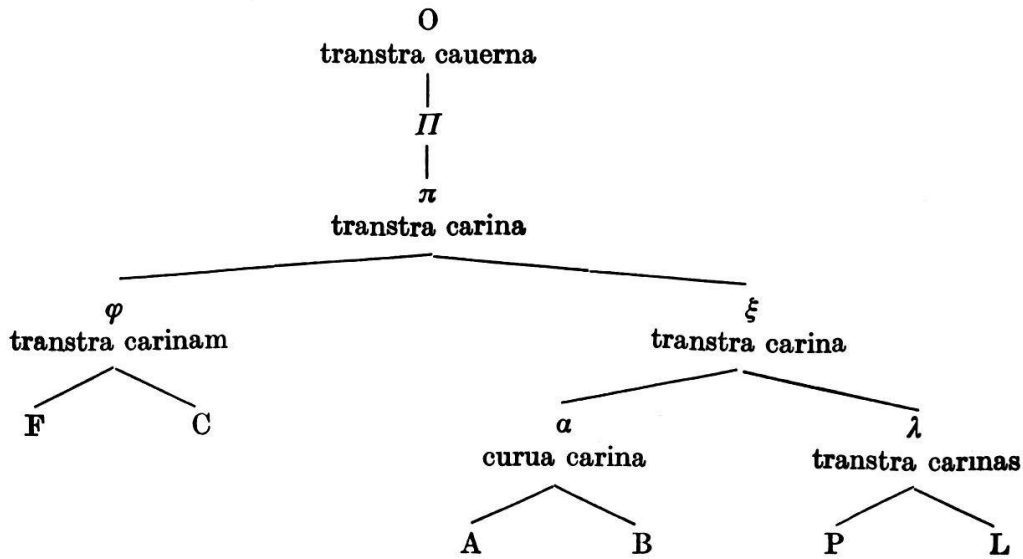 O
transtra cauerna
Π
π
transtra carina
φ ξ
transtra carinam transtra carina
F C α λ
curua carina transtra carinas
A B P L